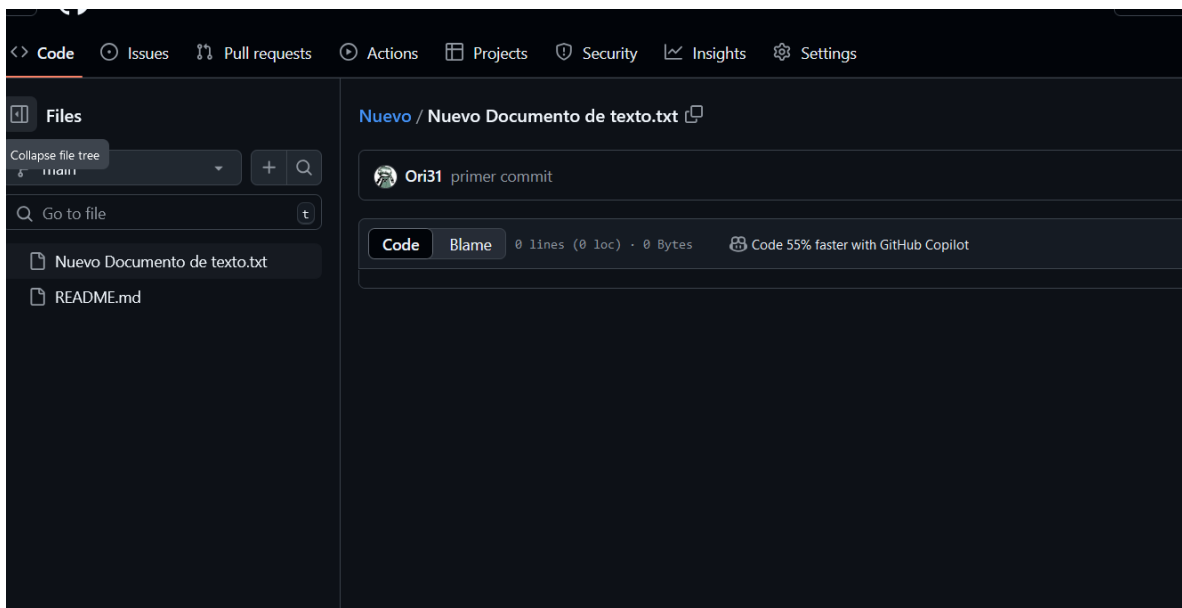 Code Issues Pull requests Actions Projects Security Insights Settings
Files
Collapse file tree
main
Go to file t
Nuevo Documento de texto.txt
README.md
Nuevo / Nuevo Documento de texto.txt
Ori31 primer commit
Code Blame 0 lines (0 loc) · 0 Bytes Code 55% faster with GitHub Copilot